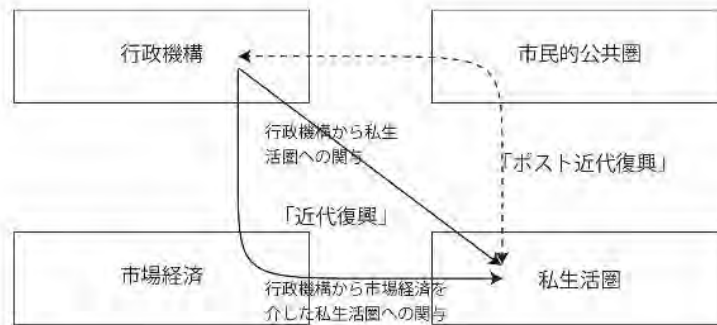 行政機構
市民的公共圏
行政機構から私生
活圏への関与
「ポスト近代復興」
「近代復興」
市場経済
私生活圏
行政機構から市場経済を
介した私生活圏への関与